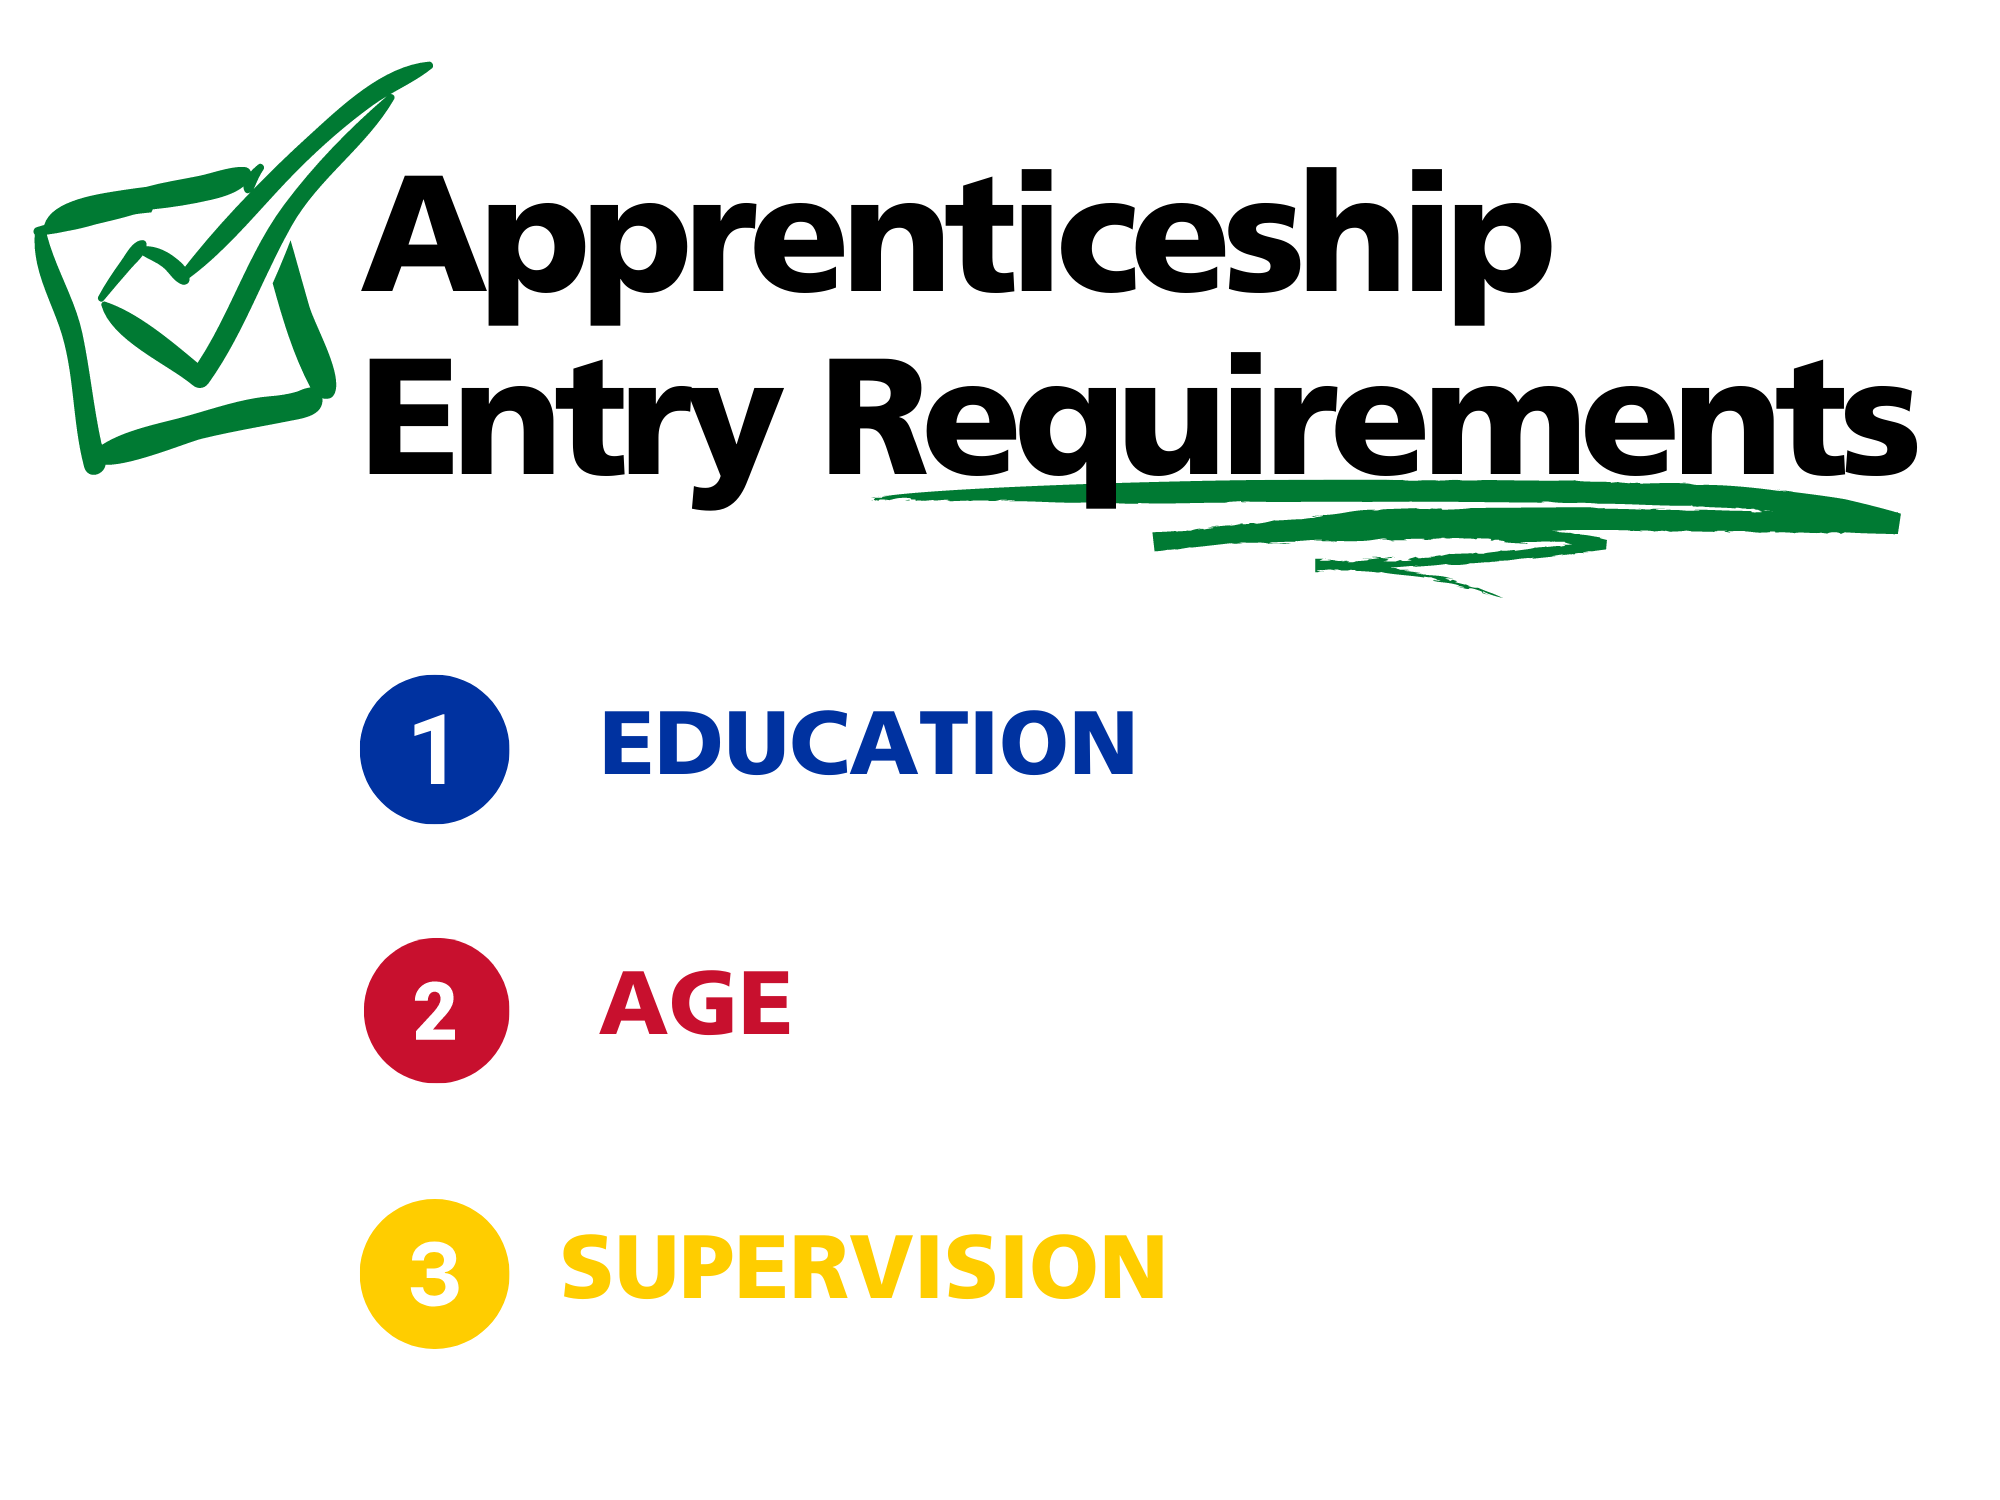 Apprenticeship
Entry Requirements
1 EDUCATION
2 AGE
3 SUPERVISION